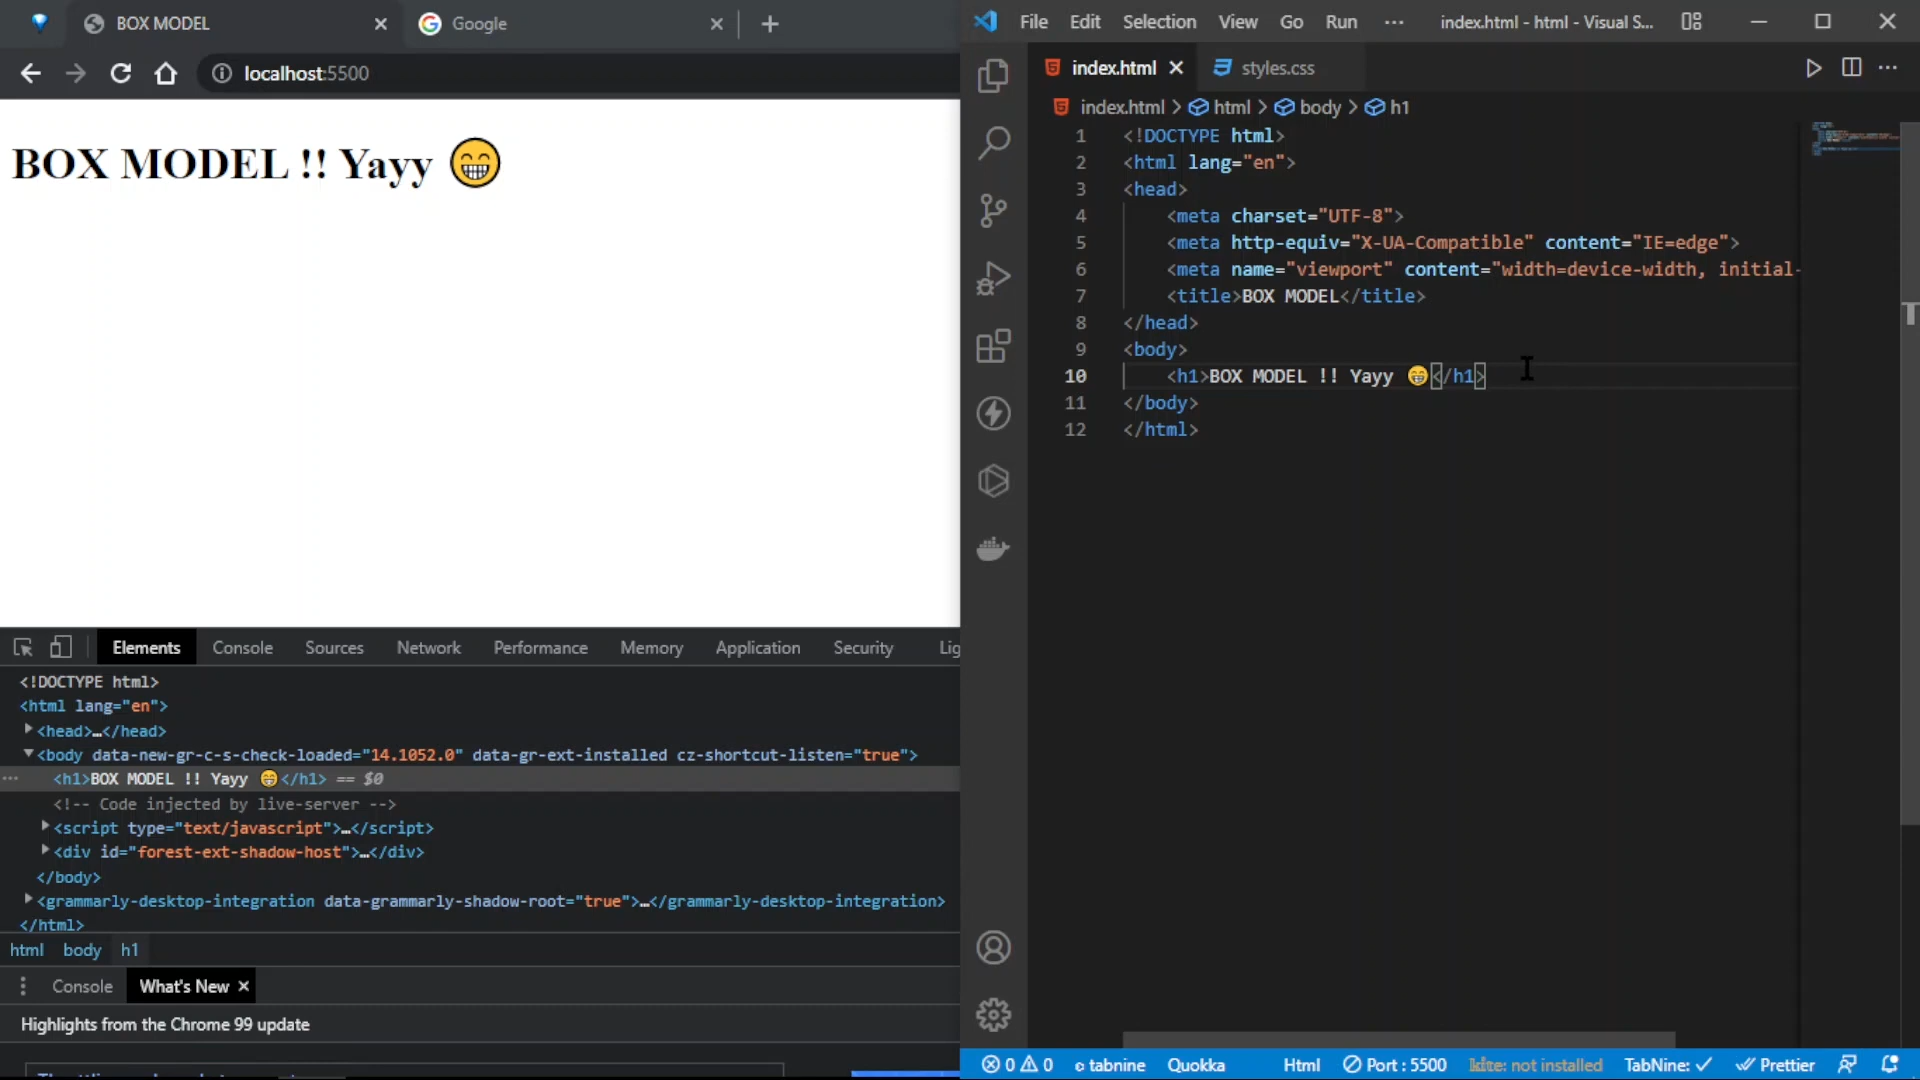 BOX MODEL
Google
localhost:5500
BOX MODEL !! Yayy 😁
Elements Console Sources Network Performance Memory Application Security Lig
<!DOCTYPE html>
<html lang="en">
<head>…</head>
<body data-new-gr-c-s-check-loaded="14.1052.0" data-gr-ext-installed cz-shortcut-listen="true">
<h1>BOX MODEL !! Yayy 😁</h1> == $0
<!-- Code injected by live-server -->
<script type="text/javascript">…</script>
<div id="forest-ext-shadow-host">…</div>
</body>
<grammarly-desktop-integration data-grammarly-shadow-root="true">…</grammarly-desktop-integration>
</html>
html body h1
Console What's New
Highlights from the Chrome 99 update
File Edit Selection View Go Run ··· index.html - html - Visual S...
index.html styles.css
index.html > html > body > h1
1 <!DOCTYPE html>
2 <html lang="en">
3 <head>
4 <meta charset="UTF-8">
5 <meta http-equiv="X-UA-Compatible" content="IE=edge">
6 <meta name="viewport" content="width=device-width, initial-
7 <title>BOX MODEL</title>
8 </head>
9 <body>
10 <h1>BOX MODEL !! Yayy 😁</h1>
11 </body>
12 </html>
0 0 tabnine Quokka Html Port : 5500 kite: not installed TabNine: ✓ Prettier